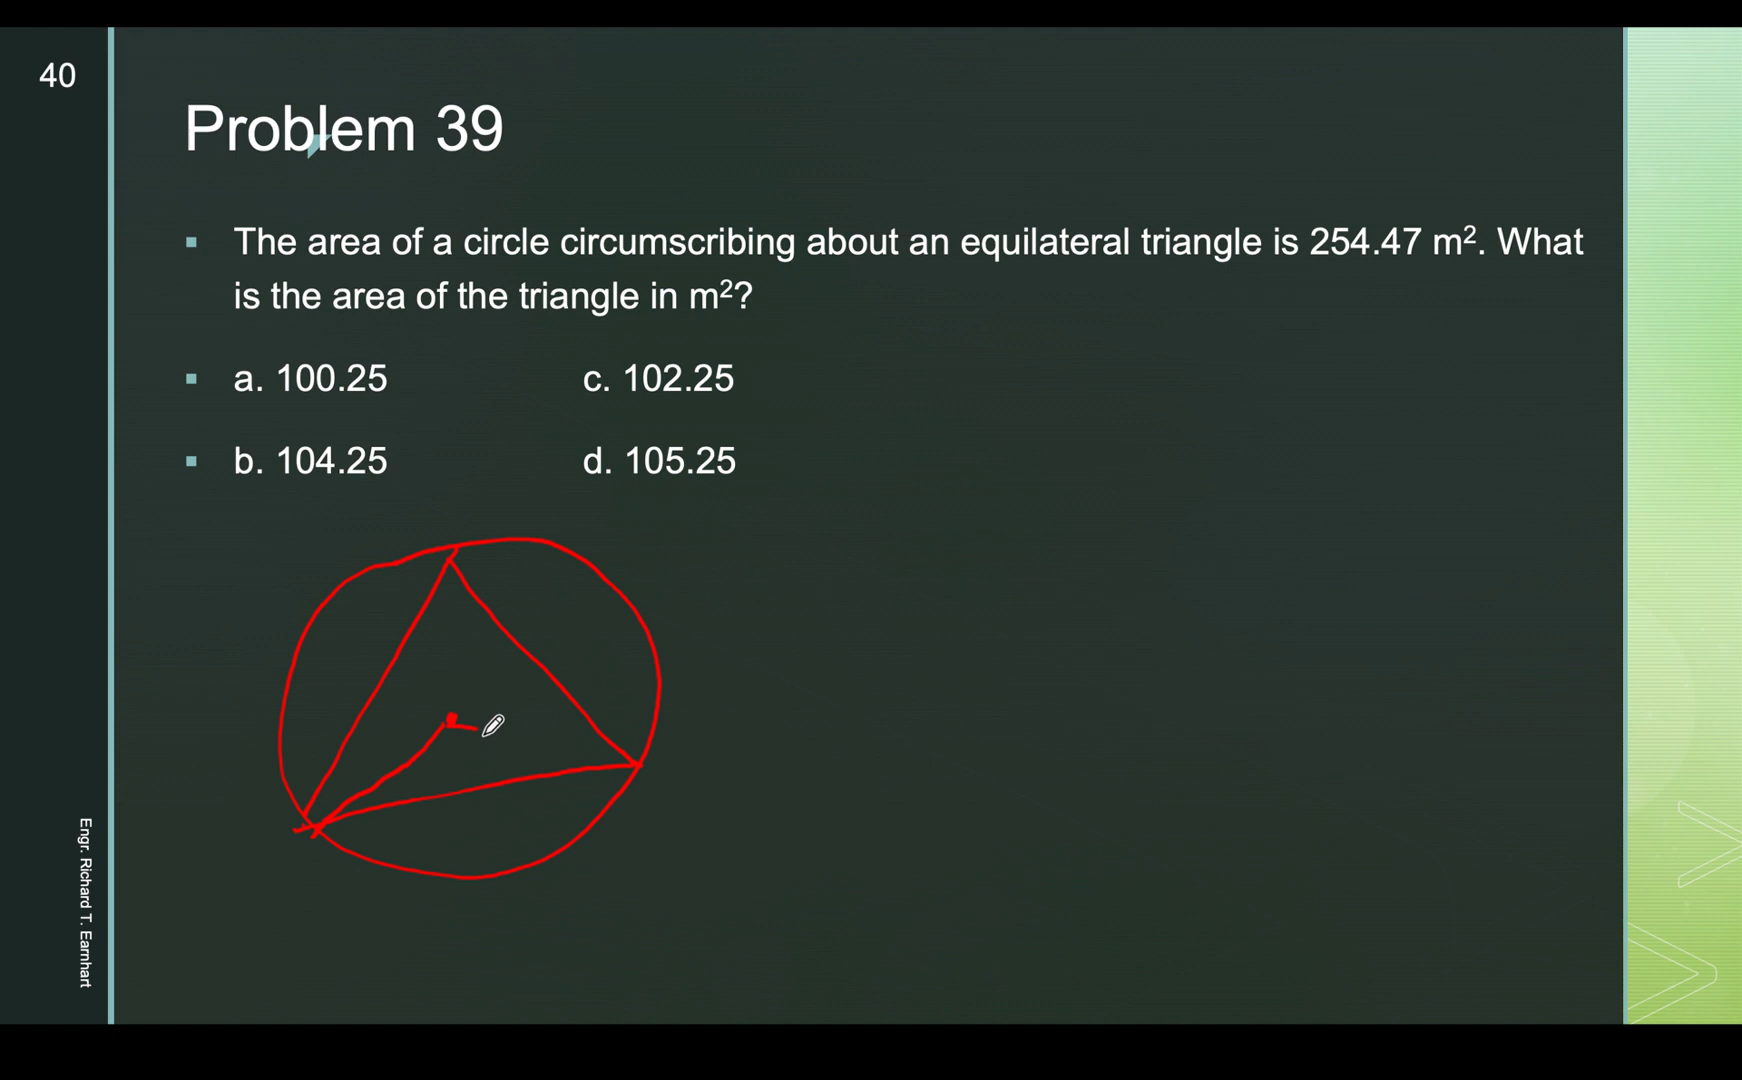 40
Problem 39
The area of a circle circumscribing about an equilateral triangle is 254.47 m². What
is the area of the triangle in m²?
a. 100.25 c. 102.25
b. 104.25 d. 105.25
Engr. Richard T. Earnhart